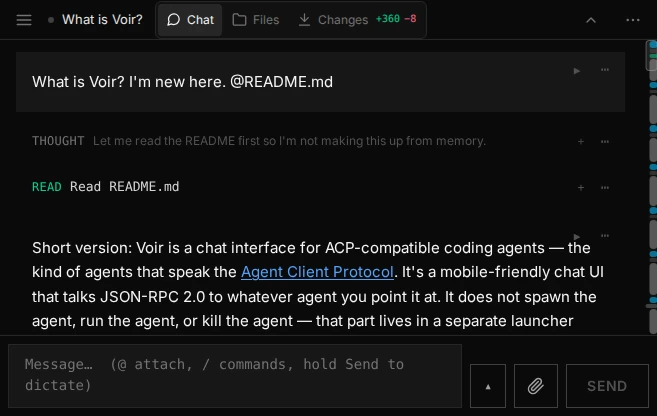 What is Voir? Chat Files Changes +360 −8
What is Voir? I'm new here. @README.md
THOUGHT Let me read the README first so I'm not making this up from memory.
READ Read README.md
Short version: Voir is a chat interface for ACP-compatible coding agents — the
kind of agents that speak the Agent Client Protocol. It's a mobile-friendly chat UI
that talks JSON-RPC 2.0 to whatever agent you point it at. It does not spawn the
agent, run the agent, or kill the agent — that part lives in a separate launcher
Message… (@ attach, / commands, hold Send to
dictate)
SEND